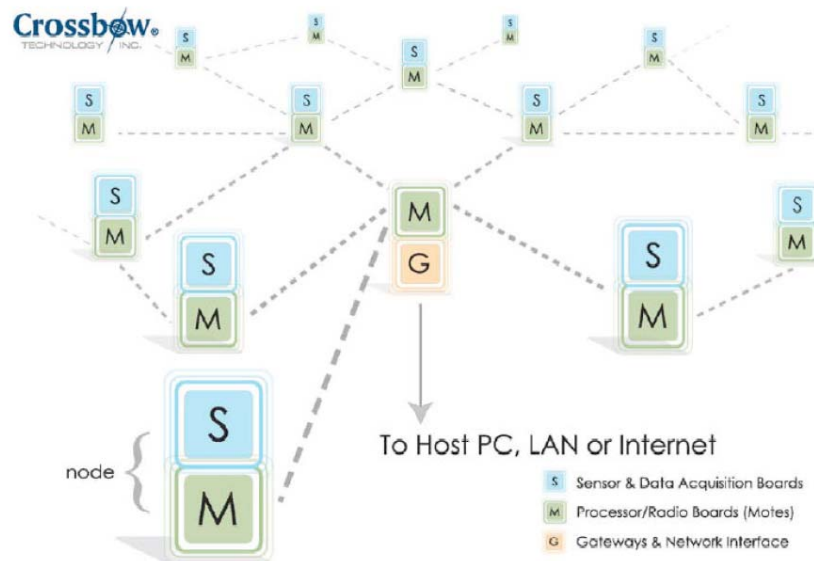 Crossbow®
TECHNOLOGY INC.
S
M
S
M
S
M
S
M
S
M
S
M
S
M
S
M
S
M
S
M
M
G
S
M
S
M
S
M
node
S
M
To Host PC, LAN or Internet
S Sensor & Data Acquisition Boards
M Processor/Radio Boards (Motes)
G Gateways & Network Interface